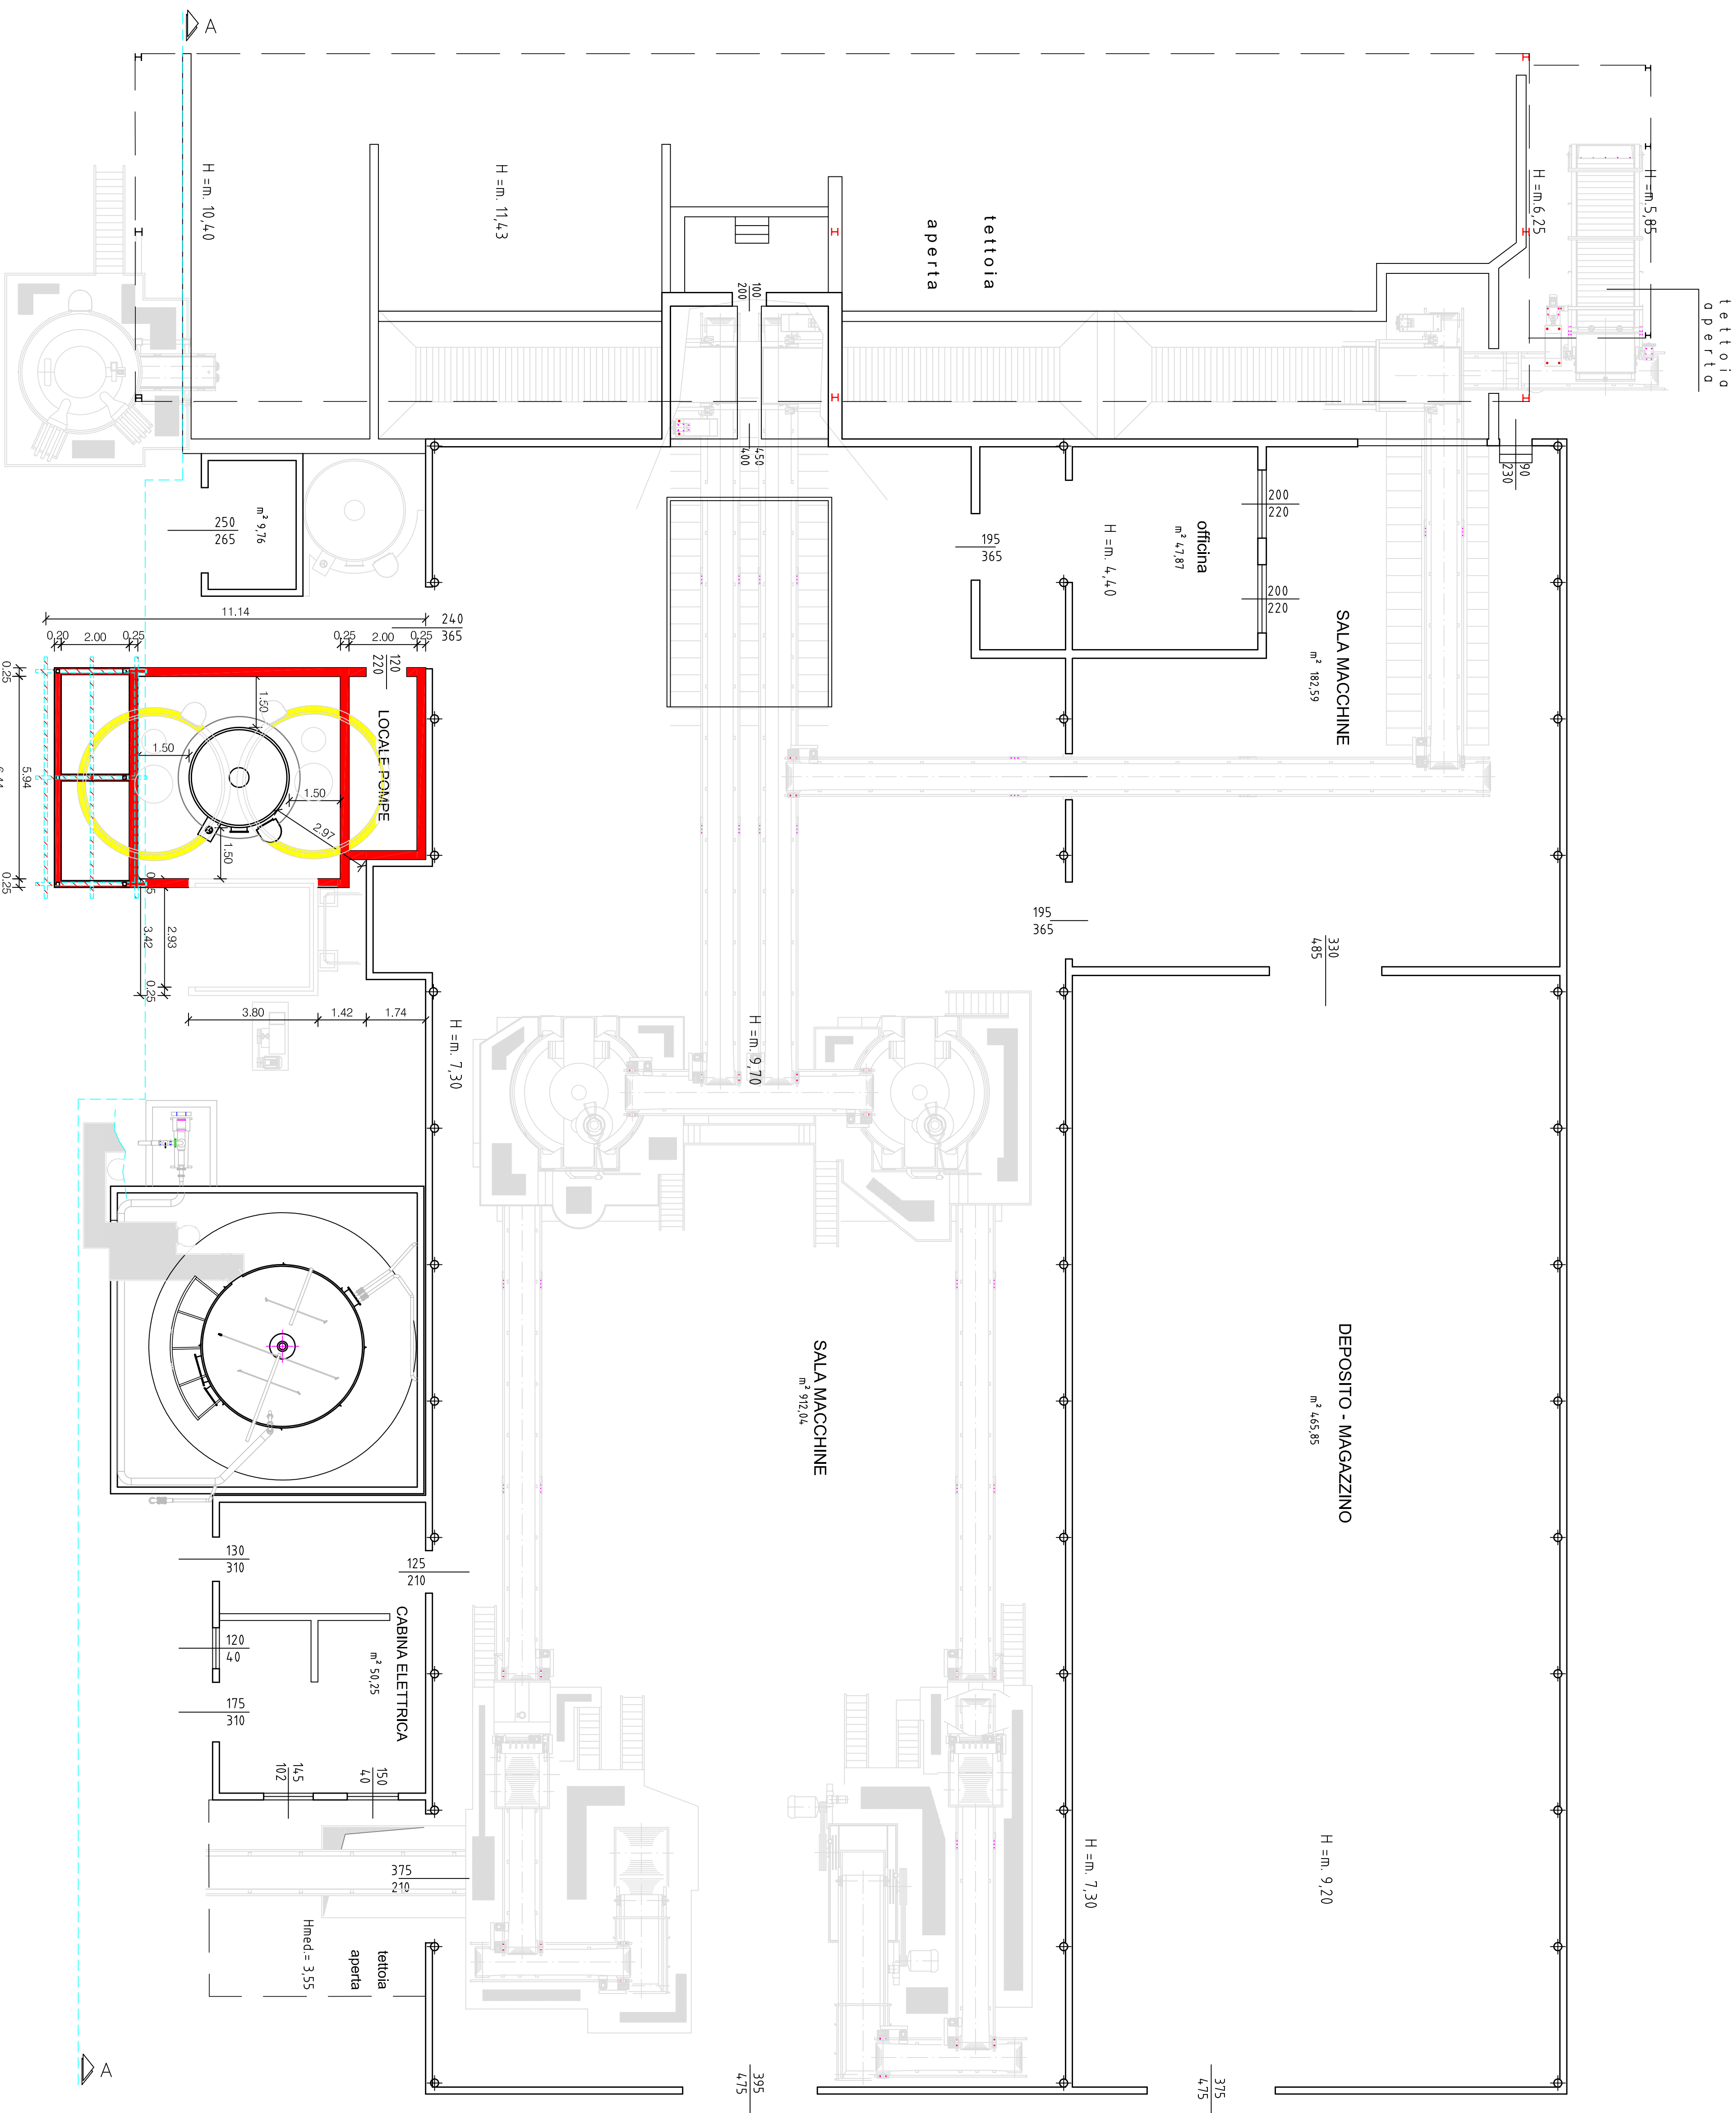 A
tettoia
aperta
H =m.5,85
H =m.6,25
H =m. 10,40
H =m. 11,43
tettoia
aperta
100
200
450
400
90
230
m² 9,76
250
265
195
365
officina
m² 47,87
H =m. 4,40
200
220
200
220
SALA MACCHINE
m² 182,59
11.14
240
365
0.20
2.00
0.25
0.25
2.00
0.25
120
220
LOCALE POMPE
0.25
5.94
0.25
1.50
1.50
1.50
2.97
1.50
2.93
3.42
0.25
3.80
1.42
1.74
195
365
330
485
H =m. 7,30
H =m. 9,70
SALA MACCHINE
m² 912,04
DEPOSITO - MAGAZZINO
m² 465,85
130
310
125
210
120
40
CABINA ELETTRICA
m² 50,25
175
310
145
102
150
40
375
210
H =m. 7,30
H =m. 9,20
Hmed.= 3,55
tettoia
aperta
395
475
375
475
A